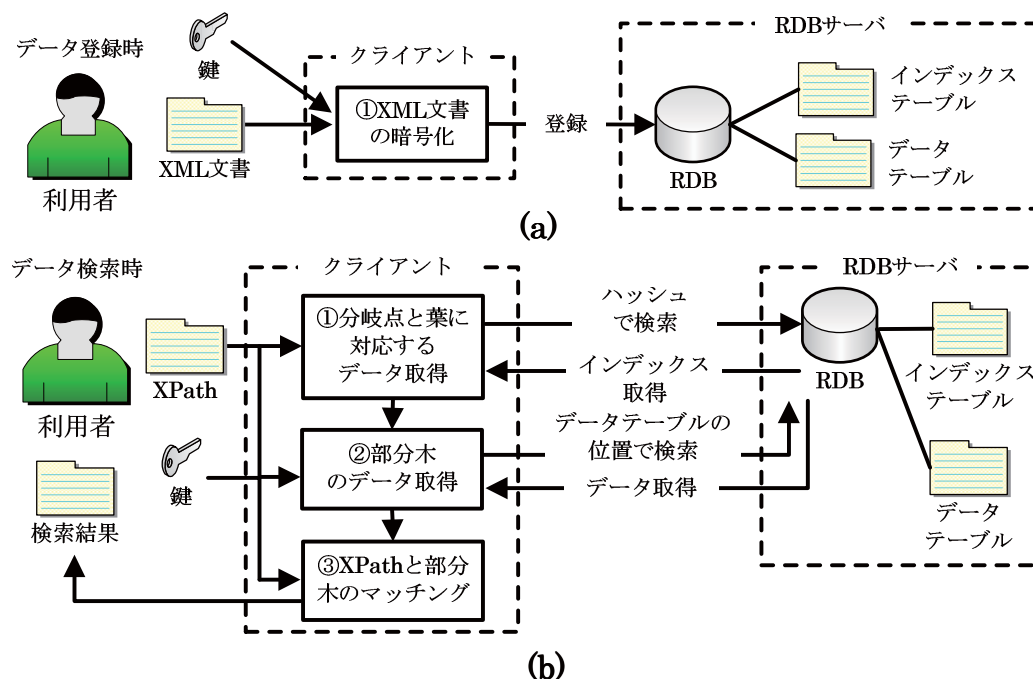 データ登録時
利用者
鍵
XML文書
クライアント
①XML文書
の暗号化
登録
RDBサーバ
RDB
インデックス
テーブル
データ
テーブル
(a)
データ検索時
利用者
XPath
鍵
検索結果
クライアント
①分岐点と葉に
対応する
データ取得
②部分木
のデータ取得
③XPathと部分
木のマッチング
ハッシュ
で検索
インデックス
取得
データテーブルの
位置で検索
データ取得
RDBサーバ
RDB
インデックス
テーブル
データ
テーブル
(b)